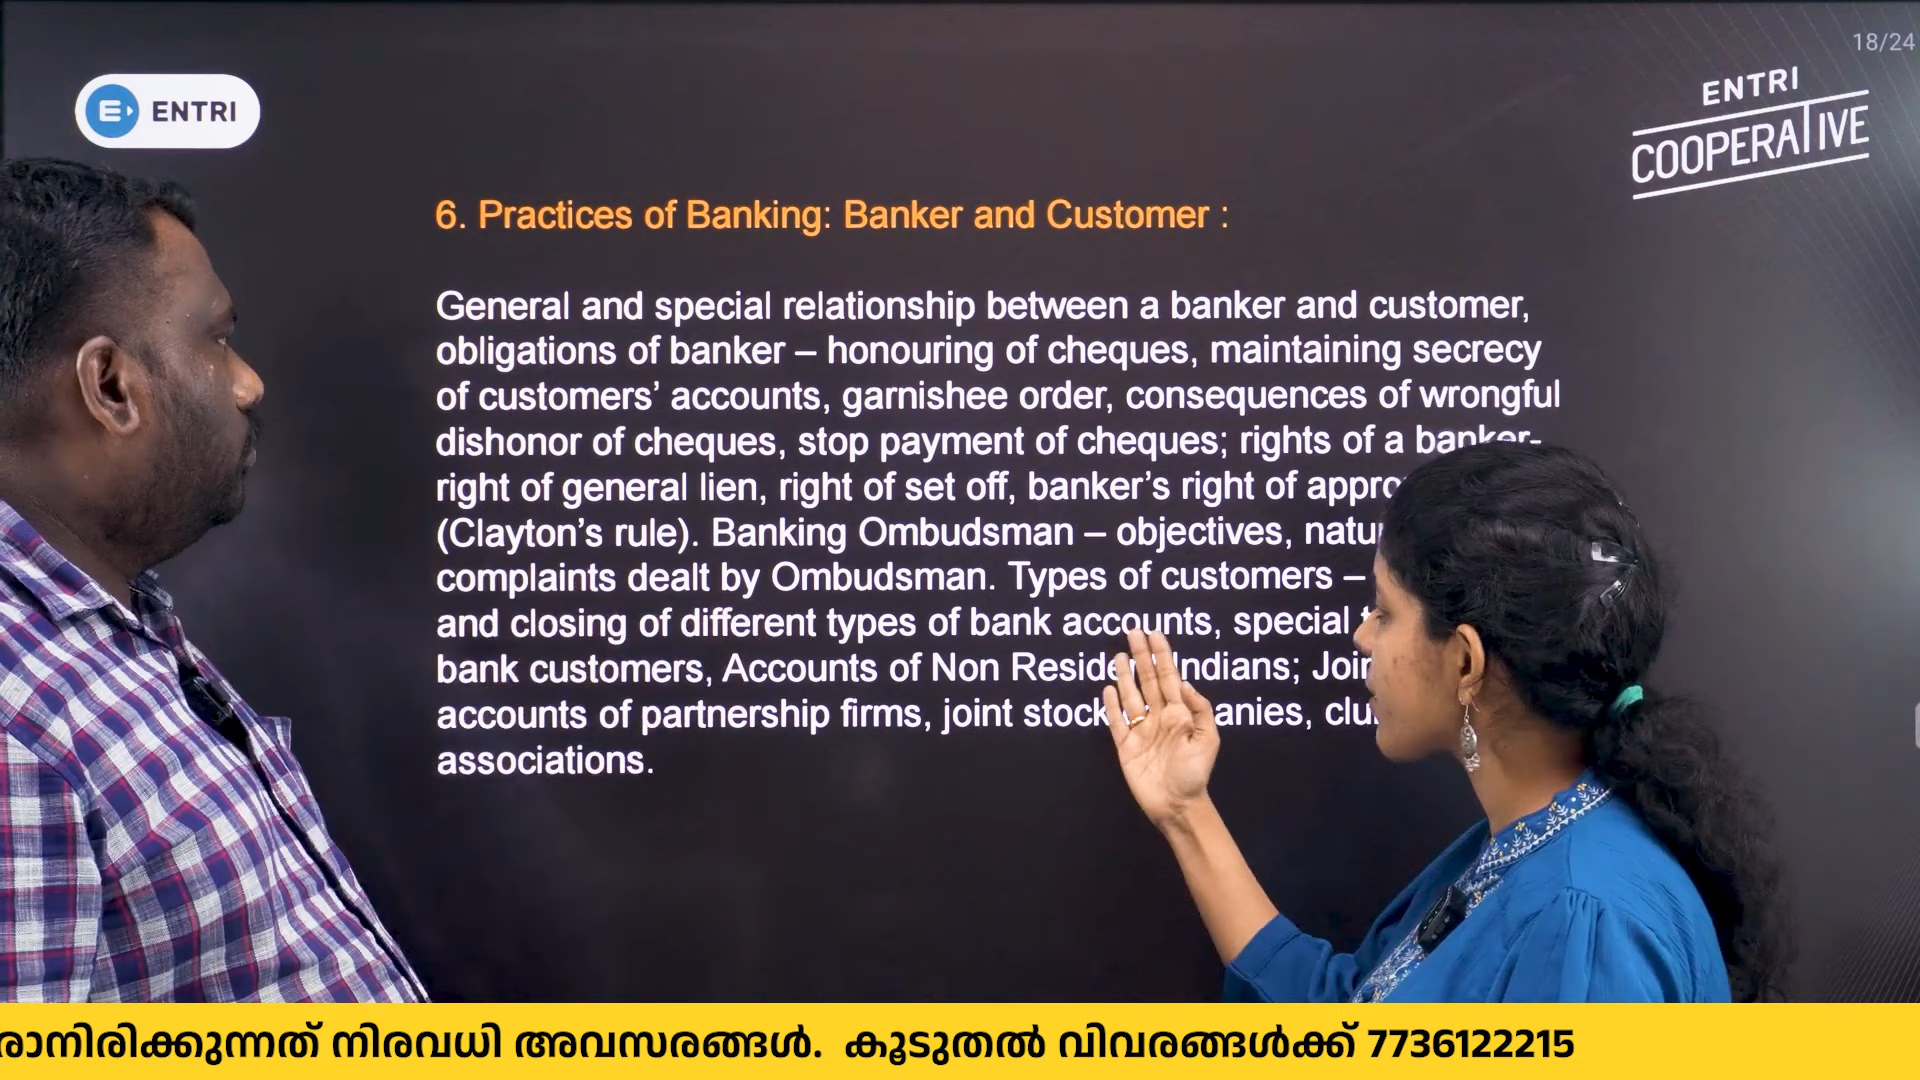 18/24
ENTRI
ENTRI
COOPERATIVE
6. Practices of Banking: Banker and Customer :
General and special relationship between a banker and customer,
obligations of banker – honouring of cheques, maintaining secrecy
of customers’ accounts, garnishee order, consequences of wrongful
dishonor of cheques, stop payment of cheques; rights of a banker-
right of general lien, right of set off, banker’s right of
(Clayton’s rule). Banking Ombudsman – objectives,
complaints dealt by Ombudsman. Types of customers –
and closing of different types of bank accounts, special
bank customers, Accounts of Non Indians;
accounts of partnership firms, joint stock
associations.
നിരവധി അവസരങ്ങൾ. കൂടുതൽ വിവരങ്ങൾക്ക് 7736122215